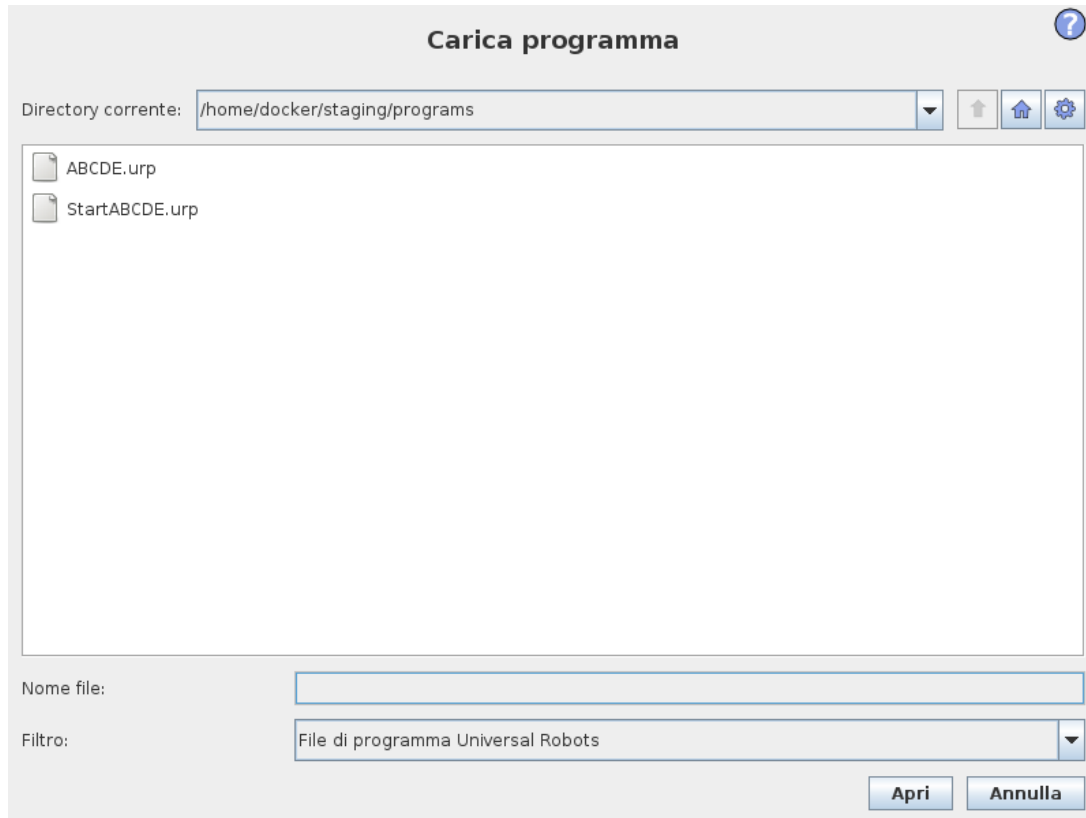 Carica programma
?
Directory corrente: /home/docker/staging/programs
ABCDE.urp
StartABCDE.urp
Nome file:
Filtro: File di programma Universal Robots
Apri Annulla